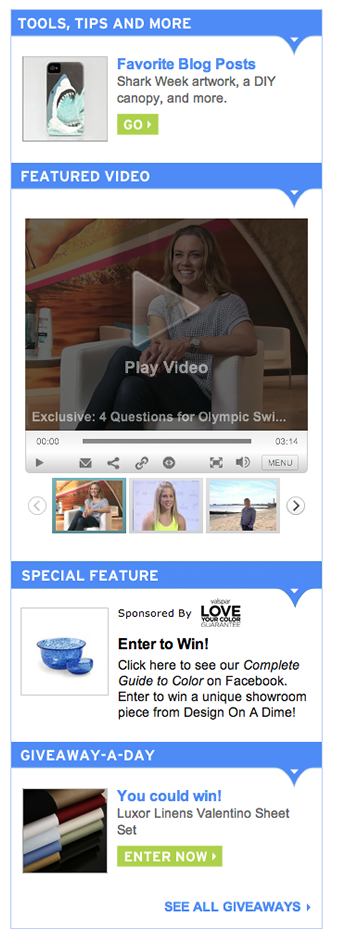 TOOLS, TIPS AND MORE
Favorite Blog Posts
Shark Week artwork, a DIY
canopy, and more.
GO
FEATURED VIDEO
Play Video
Exclusive: 4 Questions for Olympic Swi...
00:00
03:14
MENU
SPECIAL FEATURE
Sponsored By
valspar
LOVE
YOUR COLOR
GUARANTEE
Enter to Win!
Click here to see our Complete
Guide to Color on Facebook.
Enter to win a unique showroom
piece from Design On A Dime!
GIVEAWAY-A-DAY
You could win!
Luxor Linens Valentino Sheet
Set
ENTER NOW
SEE ALL GIVEAWAYS